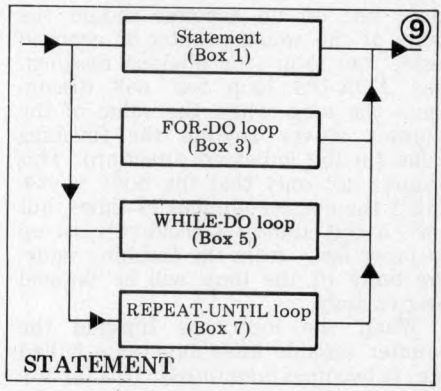 9
Statement
(Box 1)
FOR-DO loop
(Box 3)
WHILE-DO loop
(Box 5)
REPEAT-UNTIL loop
(Box 7)
STATEMENT